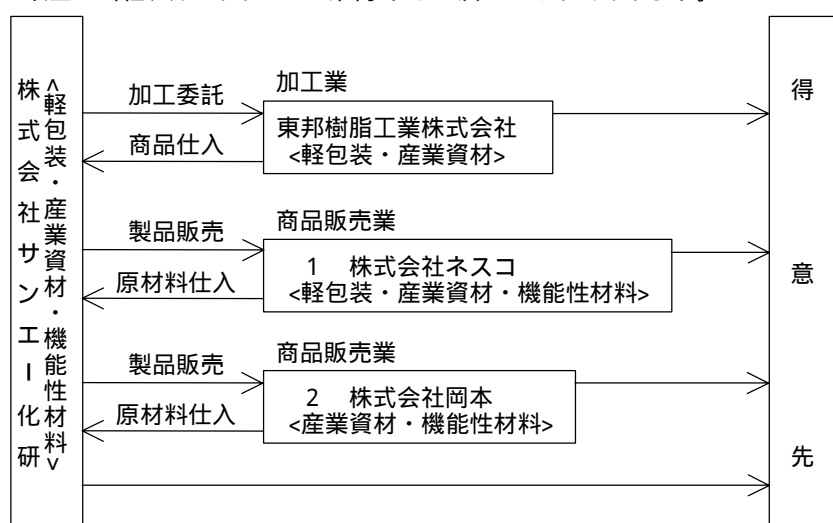 株式会社サンエー化研
<軽包装・産業資材・機能性材料>
加工業
加工委託
東邦樹脂工業株式会社
<軽包装・産業資材>
商品仕入
商品販売業
製品販売
1 株式会社ネスコ
<軽包装・産業資材・機能性材料>
原材料仕入
商品販売業
製品販売
2 株式会社岡本
<産業資材・機能性材料>
原材料仕入
得意先